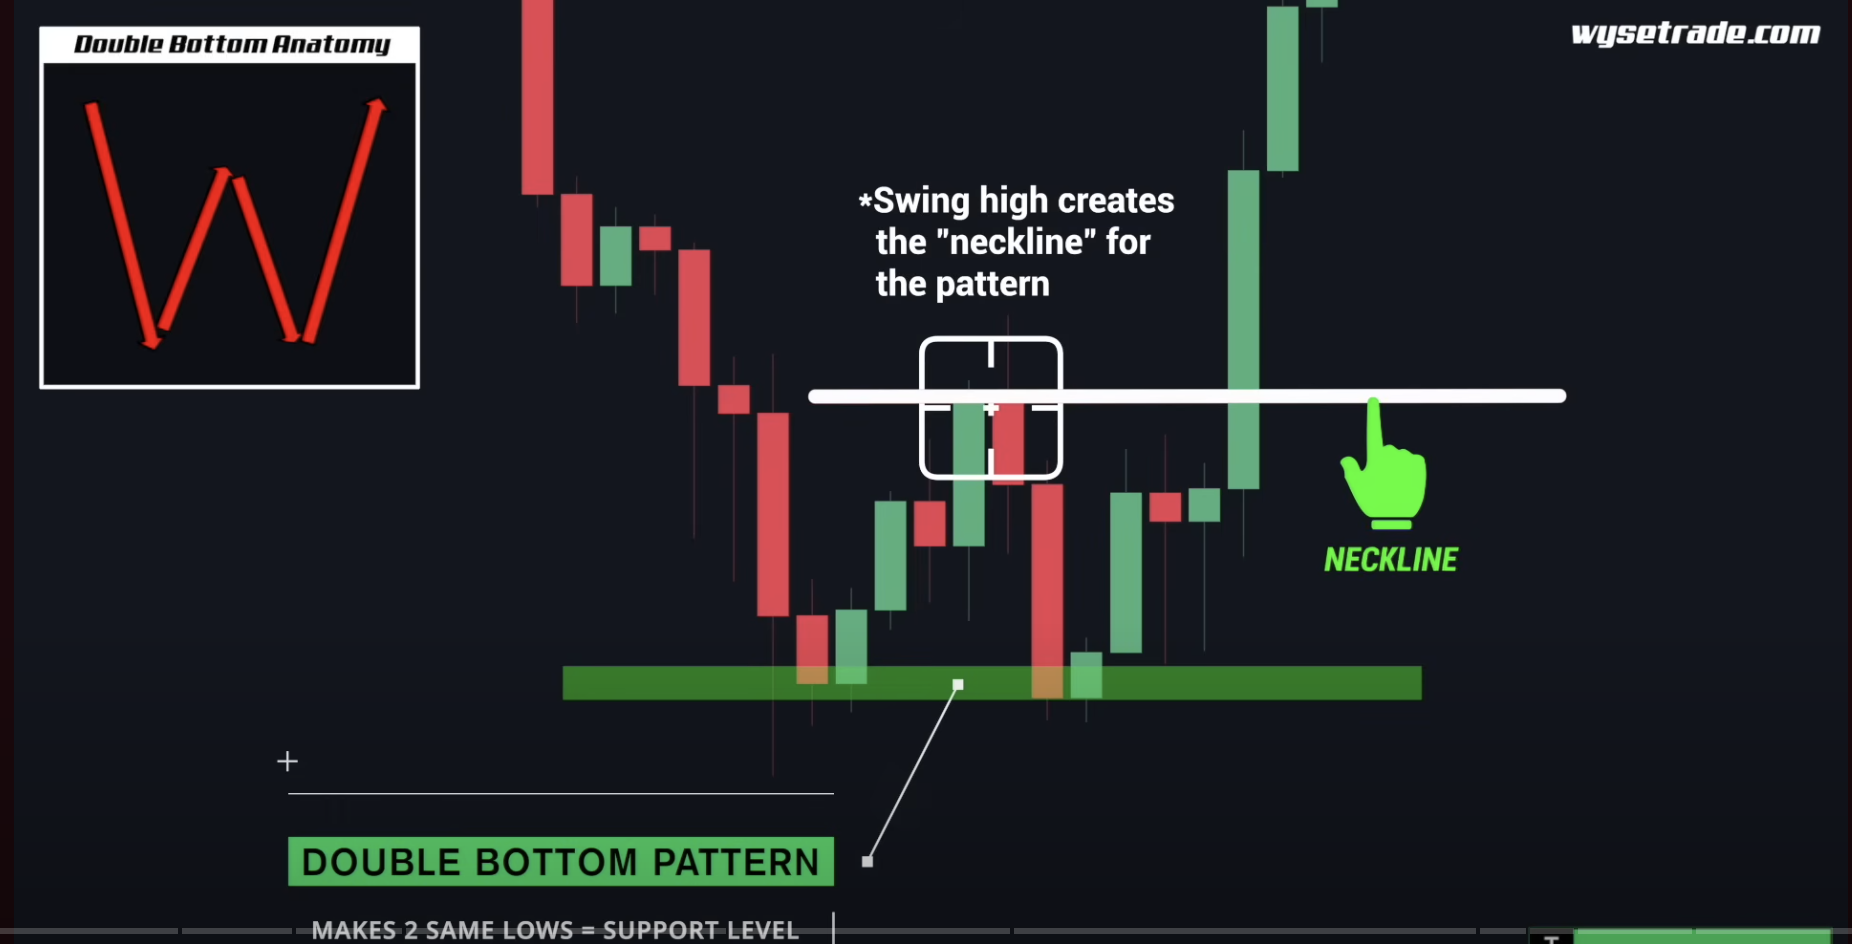 Double Bottom Anatomy
wysetrade.com
*Swing high creates
the "neckline" for
the pattern
NECKLINE
DOUBLE BOTTOM PATTERN
MAKES 2 SAME LOWS = SUPPORT LEVEL